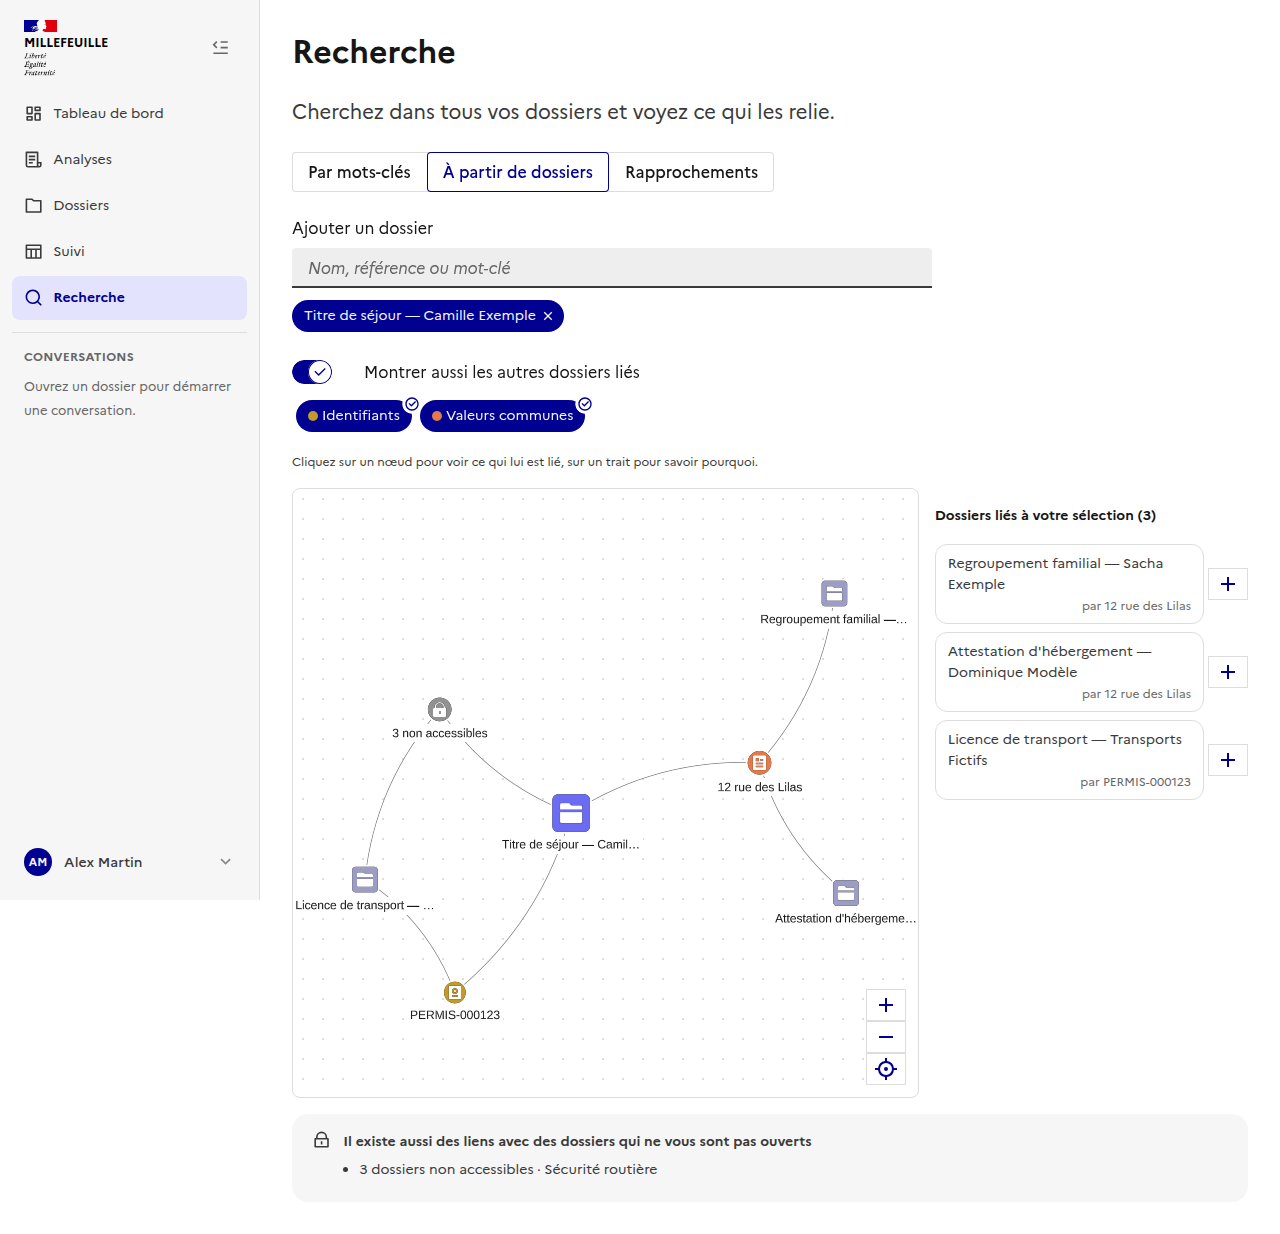 MILLEFEUILLE
Liberté
Égalité
Fraternité
Tableau de bord
Analyses
Dossiers
Suivi
Recherche
CONVERSATIONS
Ouvrez un dossier pour démarrer
une conversation.
AM
Alex Martin
Recherche
Cherchez dans tous vos dossiers et voyez ce qui les relie.
Par mots-clés
À partir de dossiers
Rapprochements
Ajouter un dossier
Nom, référence ou mot-clé
Titre de séjour — Camille Exemple
Montrer aussi les autres dossiers liés
Identifiants
Valeurs communes
Cliquez sur un nœud pour voir ce qui lui est lié, sur un trait pour savoir pourquoi.
Regroupement familial —…
3 non accessibles
12 rue des Lilas
Titre de séjour — Camil…
Licence de transport — …
Attestation d'hébergeme…
PERMIS-000123
Dossiers liés à votre sélection (3)
Regroupement familial — Sacha
Exemple
par 12 rue des Lilas
Attestation d'hébergement —
Dominique Modèle
par 12 rue des Lilas
Licence de transport — Transports
Fictifs
par PERMIS-000123
Il existe aussi des liens avec des dossiers qui ne vous sont pas ouverts
• 3 dossiers non accessibles · Sécurité routière